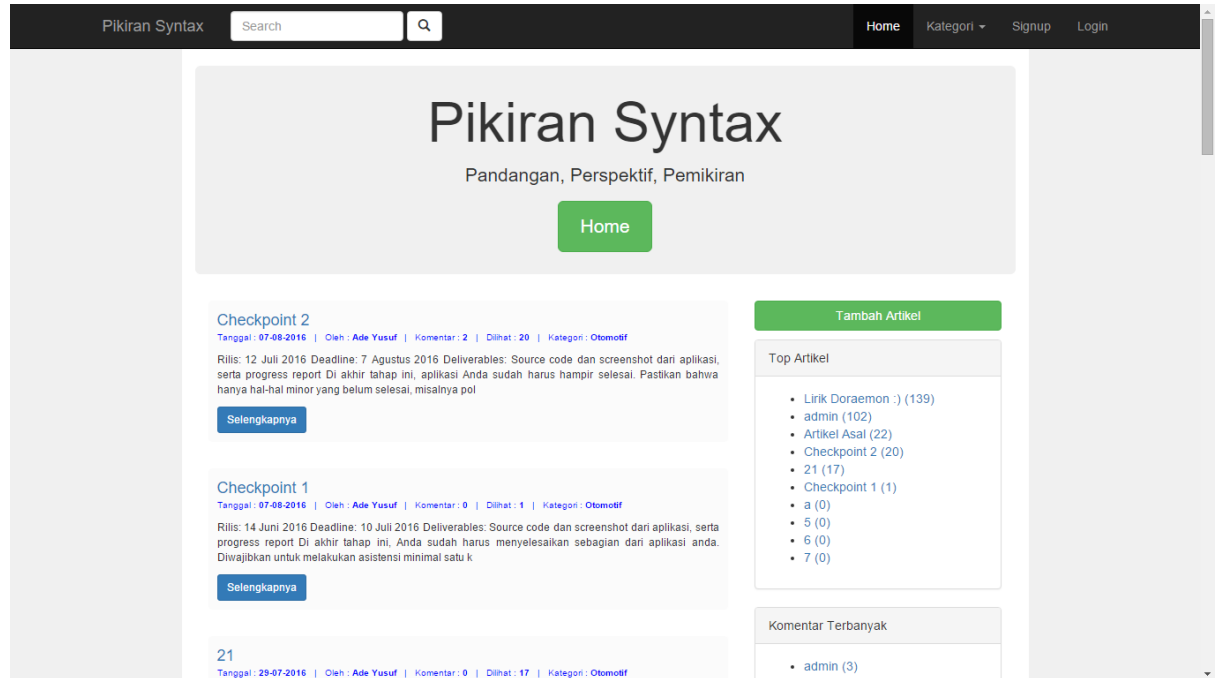 Pikiran Syntax
Search
Home
Kategori
Signup
Login
Pikiran Syntax
Pandangan, Perspektif, Pemikiran
Home
Checkpoint 2
Tanggal : 07-08-2016 | Oleh : Ade Yusuf | Komentar : 2 | Dilihat : 20 | Kategori : Otomotif
Rilis: 12 Juli 2016 Deadline: 7 Agustus 2016 Deliverables: Source code dan screenshot dari aplikasi,
serta progress report Di akhir tahap ini, aplikasi Anda sudah harus hampir selesai. Pastikan bahwa
hanya hal-hal minor yang belum selesai, misalnya pol
Selengkapnya
Checkpoint 1
Tanggal : 07-08-2016 | Oleh : Ade Yusuf | Komentar : 0 | Dilihat : 1 | Kategori : Otomotif
Rilis: 14 Juni 2016 Deadline: 10 Juli 2016 Deliverables: Source code dan screenshot dari aplikasi, serta
progress report Di akhir tahap ini, Anda sudah harus menyelesaikan sebagian dari aplikasi anda.
Diwajibkan untuk melakukan asistensi minimal satu k
Selengkapnya
21
Tanggal : 29-07-2016 | Oleh : Ade Yusuf | Komentar : 0 | Dilihat : 17 | Kategori : Otomotif
Tambah Artikel
Top Artikel
Lirik Doraemon :) (139)
admin (102)
Artikel Asal (22)
Checkpoint 2 (20)
21 (17)
Checkpoint 1 (1)
a (0)
5 (0)
6 (0)
7 (0)
Komentar Terbanyak
admin (3)